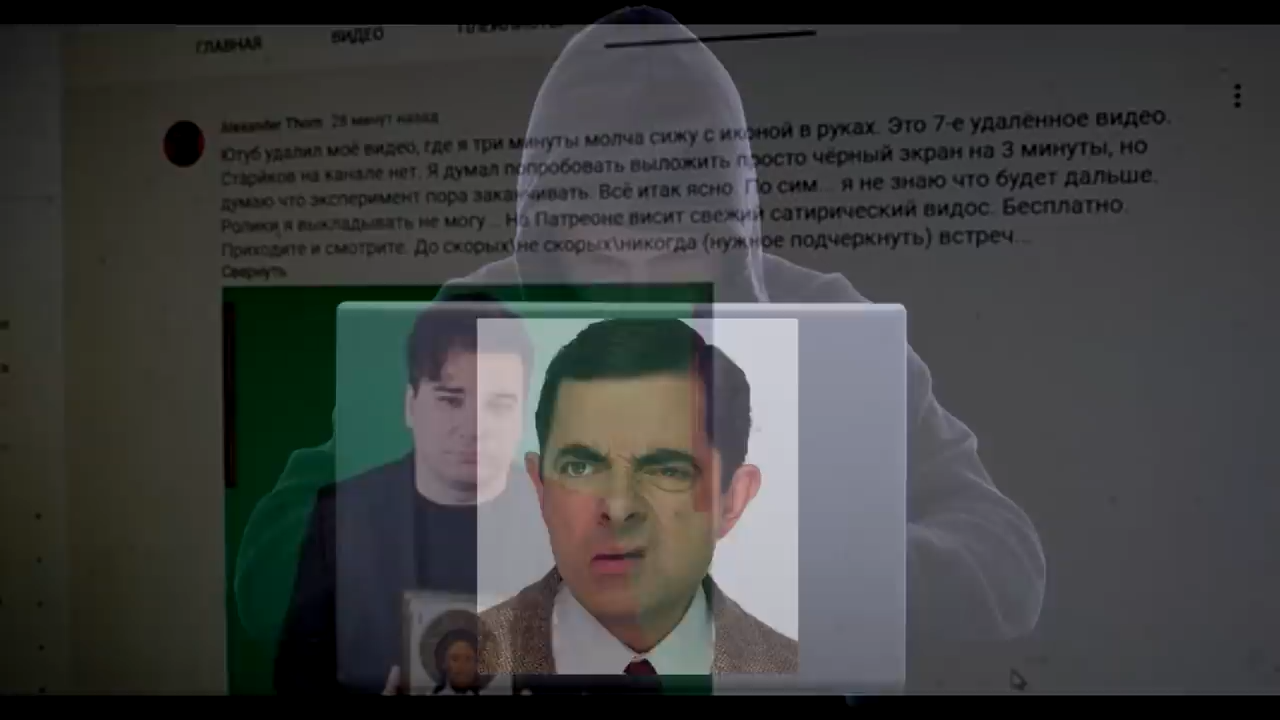 ГЛАВНАЯ ВИДЕО ПЛЕЙЛИСТЫ
Alexander Thorn 28 минут назад
Ютуб удалил моё видео, где я три минуты молча сижу с иконой в руках. Это 7-е удалённое видео.
Стараков на канале нет. Я думал попробовать выложить просто чёрный экран на 3 минуты, но
думаю что эксперимент пора заканчивать. Всё итак ясно. По сим... я не знаю что будет дальше.
Ролики я выкладывать не могу... Но Патреоне висит свежий сатирический видос. Бесплатно.
Приходите и смотрите. До скорых\не скорых\никогда (нужное подчеркнуть) встреч...
Свернуть